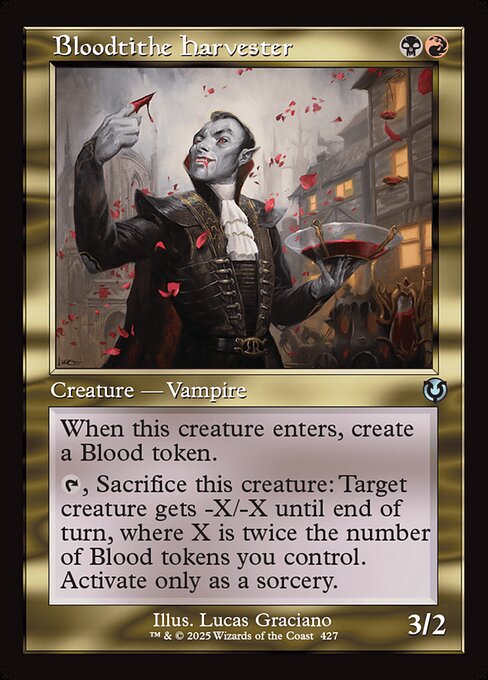 Bloodtithe Harvester
Creature — Vampire
When this creature enters, create
a Blood token.
, Sacrifice this creature: Target
creature gets -X/-X until end of
turn, where X is twice the number
of Blood tokens you control.
Activate only as a sorcery.
Illus. Lucas Graciano
™ & © 2025 Wizards of the Coast 427
3/2